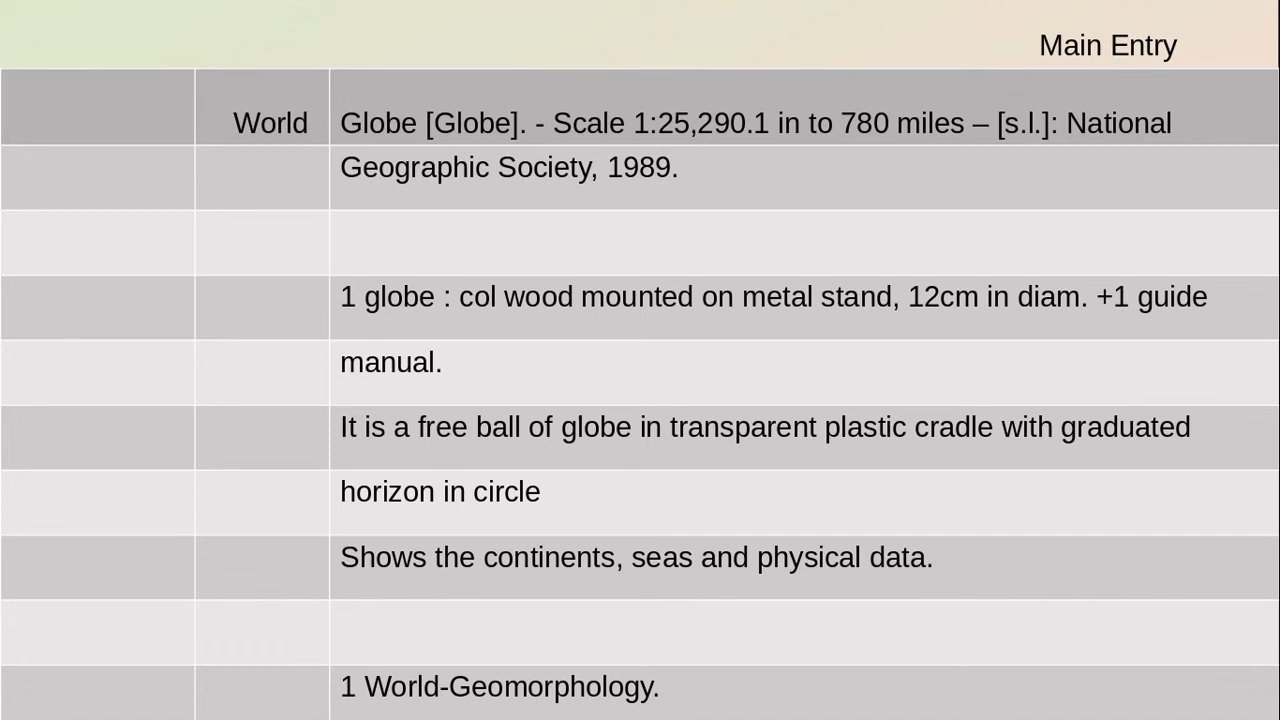 Main Entry
World Globe [Globe]. - Scale 1:25,290.1 in to 780 miles – [s.l.]: National
Geographic Society, 1989.
1 globe : col wood mounted on metal stand, 12cm in diam. +1 guide
manual.
It is a free ball of globe in transparent plastic cradle with graduated
horizon in circle
Shows the continents, seas and physical data.
1 World-Geomorphology.